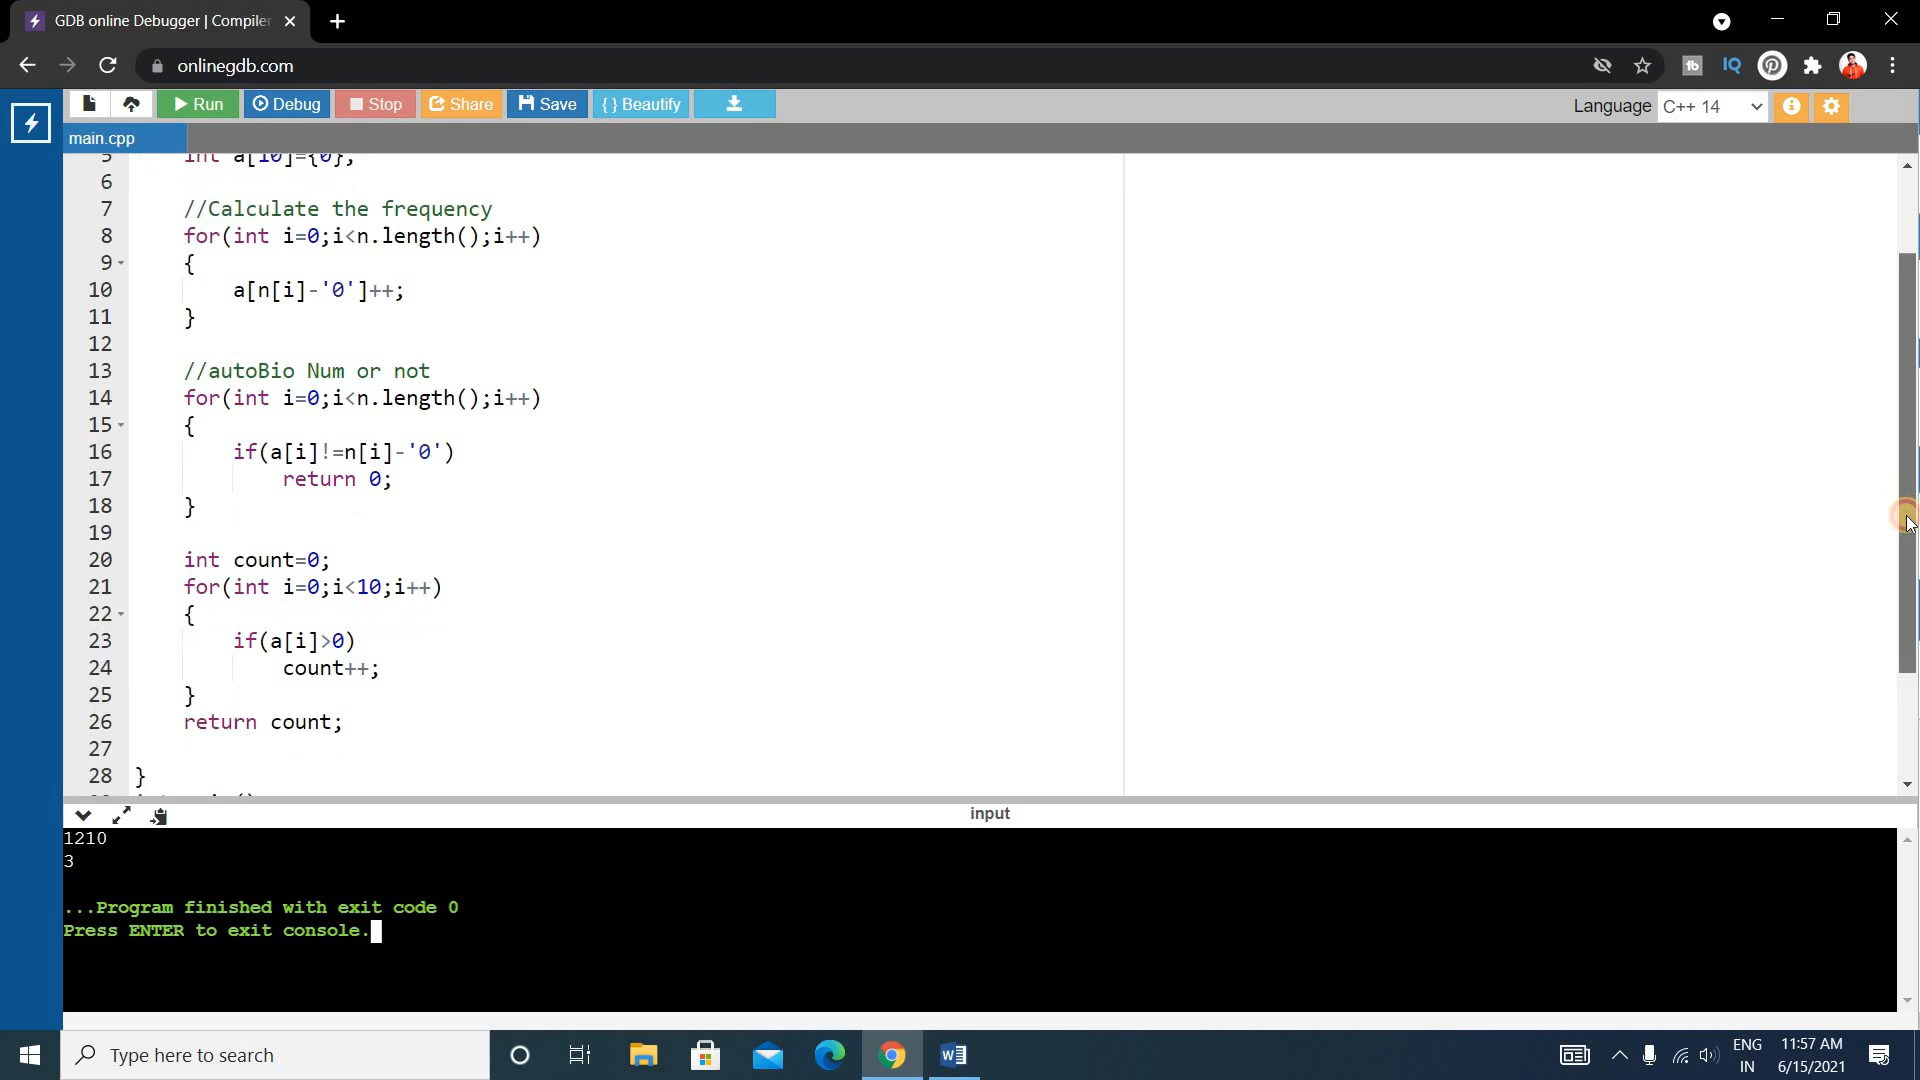 GDB online Debugger | Compiler
onlinegdb.com
Run Debug Stop Share Save { } Beautify
Language C++ 14
main.cpp
5 int a[10]={0};
6
7 //Calculate the frequency
8 for(int i=0;i<n.length();i++)
9 {
10 a[n[i]-'0']++;
11 }
12
13 //autoBio Num or not
14 for(int i=0;i<n.length();i++)
15 {
16 if(a[i]!=n[i]-'0')
17 return 0;
18 }
19
20 int count=0;
21 for(int i=0;i<10;i++)
22 {
23 if(a[i]>0)
24 count++;
25 }
26 return count;
27
28 }
input
1210
3
...Program finished with exit code 0
Press ENTER to exit console.
Type here to search
ENG
IN
11:57 AM
6/15/2021